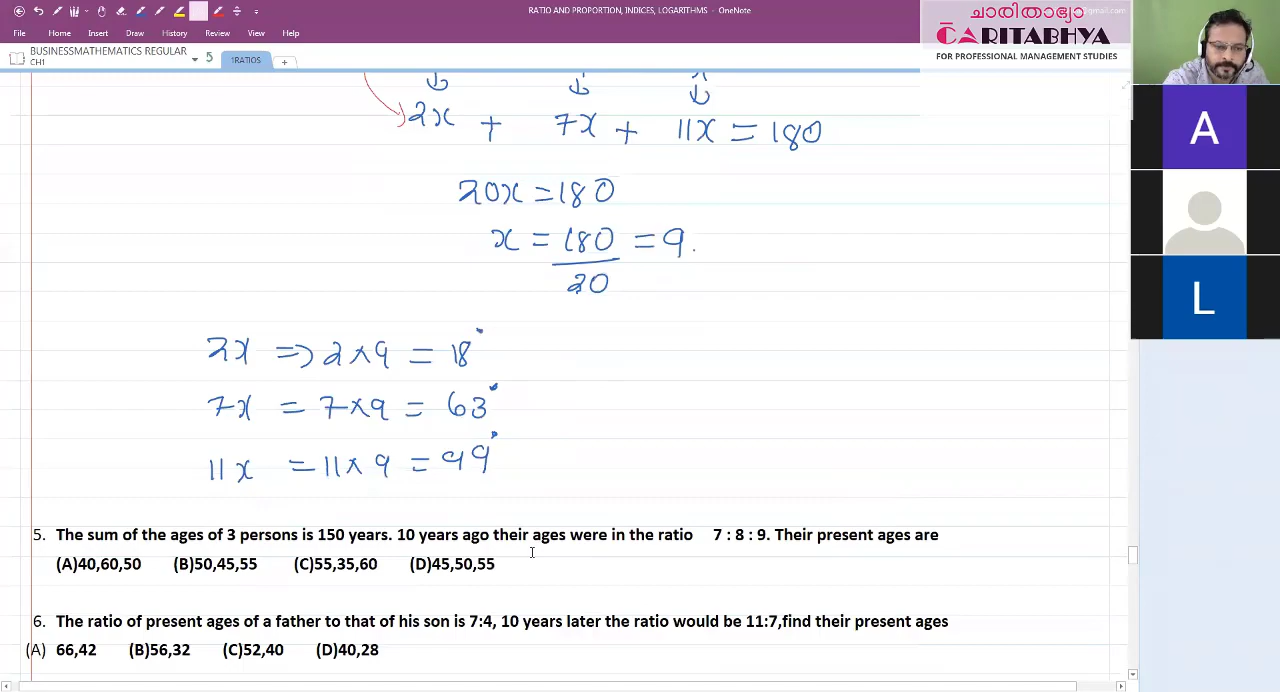 RATIO AND PROPORTION, INDICES, LOGARITHMS - OneNote
File Home Insert Draw History Review View Help
ചാരിതാഭ്യാ
CARITABHYA
FOR PROFESSIONAL MANAGEMENT STUDIES
BUSINESSMATHEMATICS REGULAR
CH1
5
1RATIOS
2x + 7x + 11x = 180
20x = 180
x = 180/20 = 9.
2x => 2 × 9 = 18°
7x = 7 × 9 = 63°
11x = 11 × 9 = 99°
5. The sum of the ages of 3 persons is 150 years. 10 years ago their ages were in the ratio 7 : 8 : 9. Their present ages are
(A)40,60,50 (B)50,45,55 (C)55,35,60 (D)45,50,55
6. The ratio of present ages of a father to that of his son is 7:4, 10 years later the ratio would be 11:7,find their present ages
(A) 66,42 (B)56,32 (C)52,40 (D)40,28
A
L